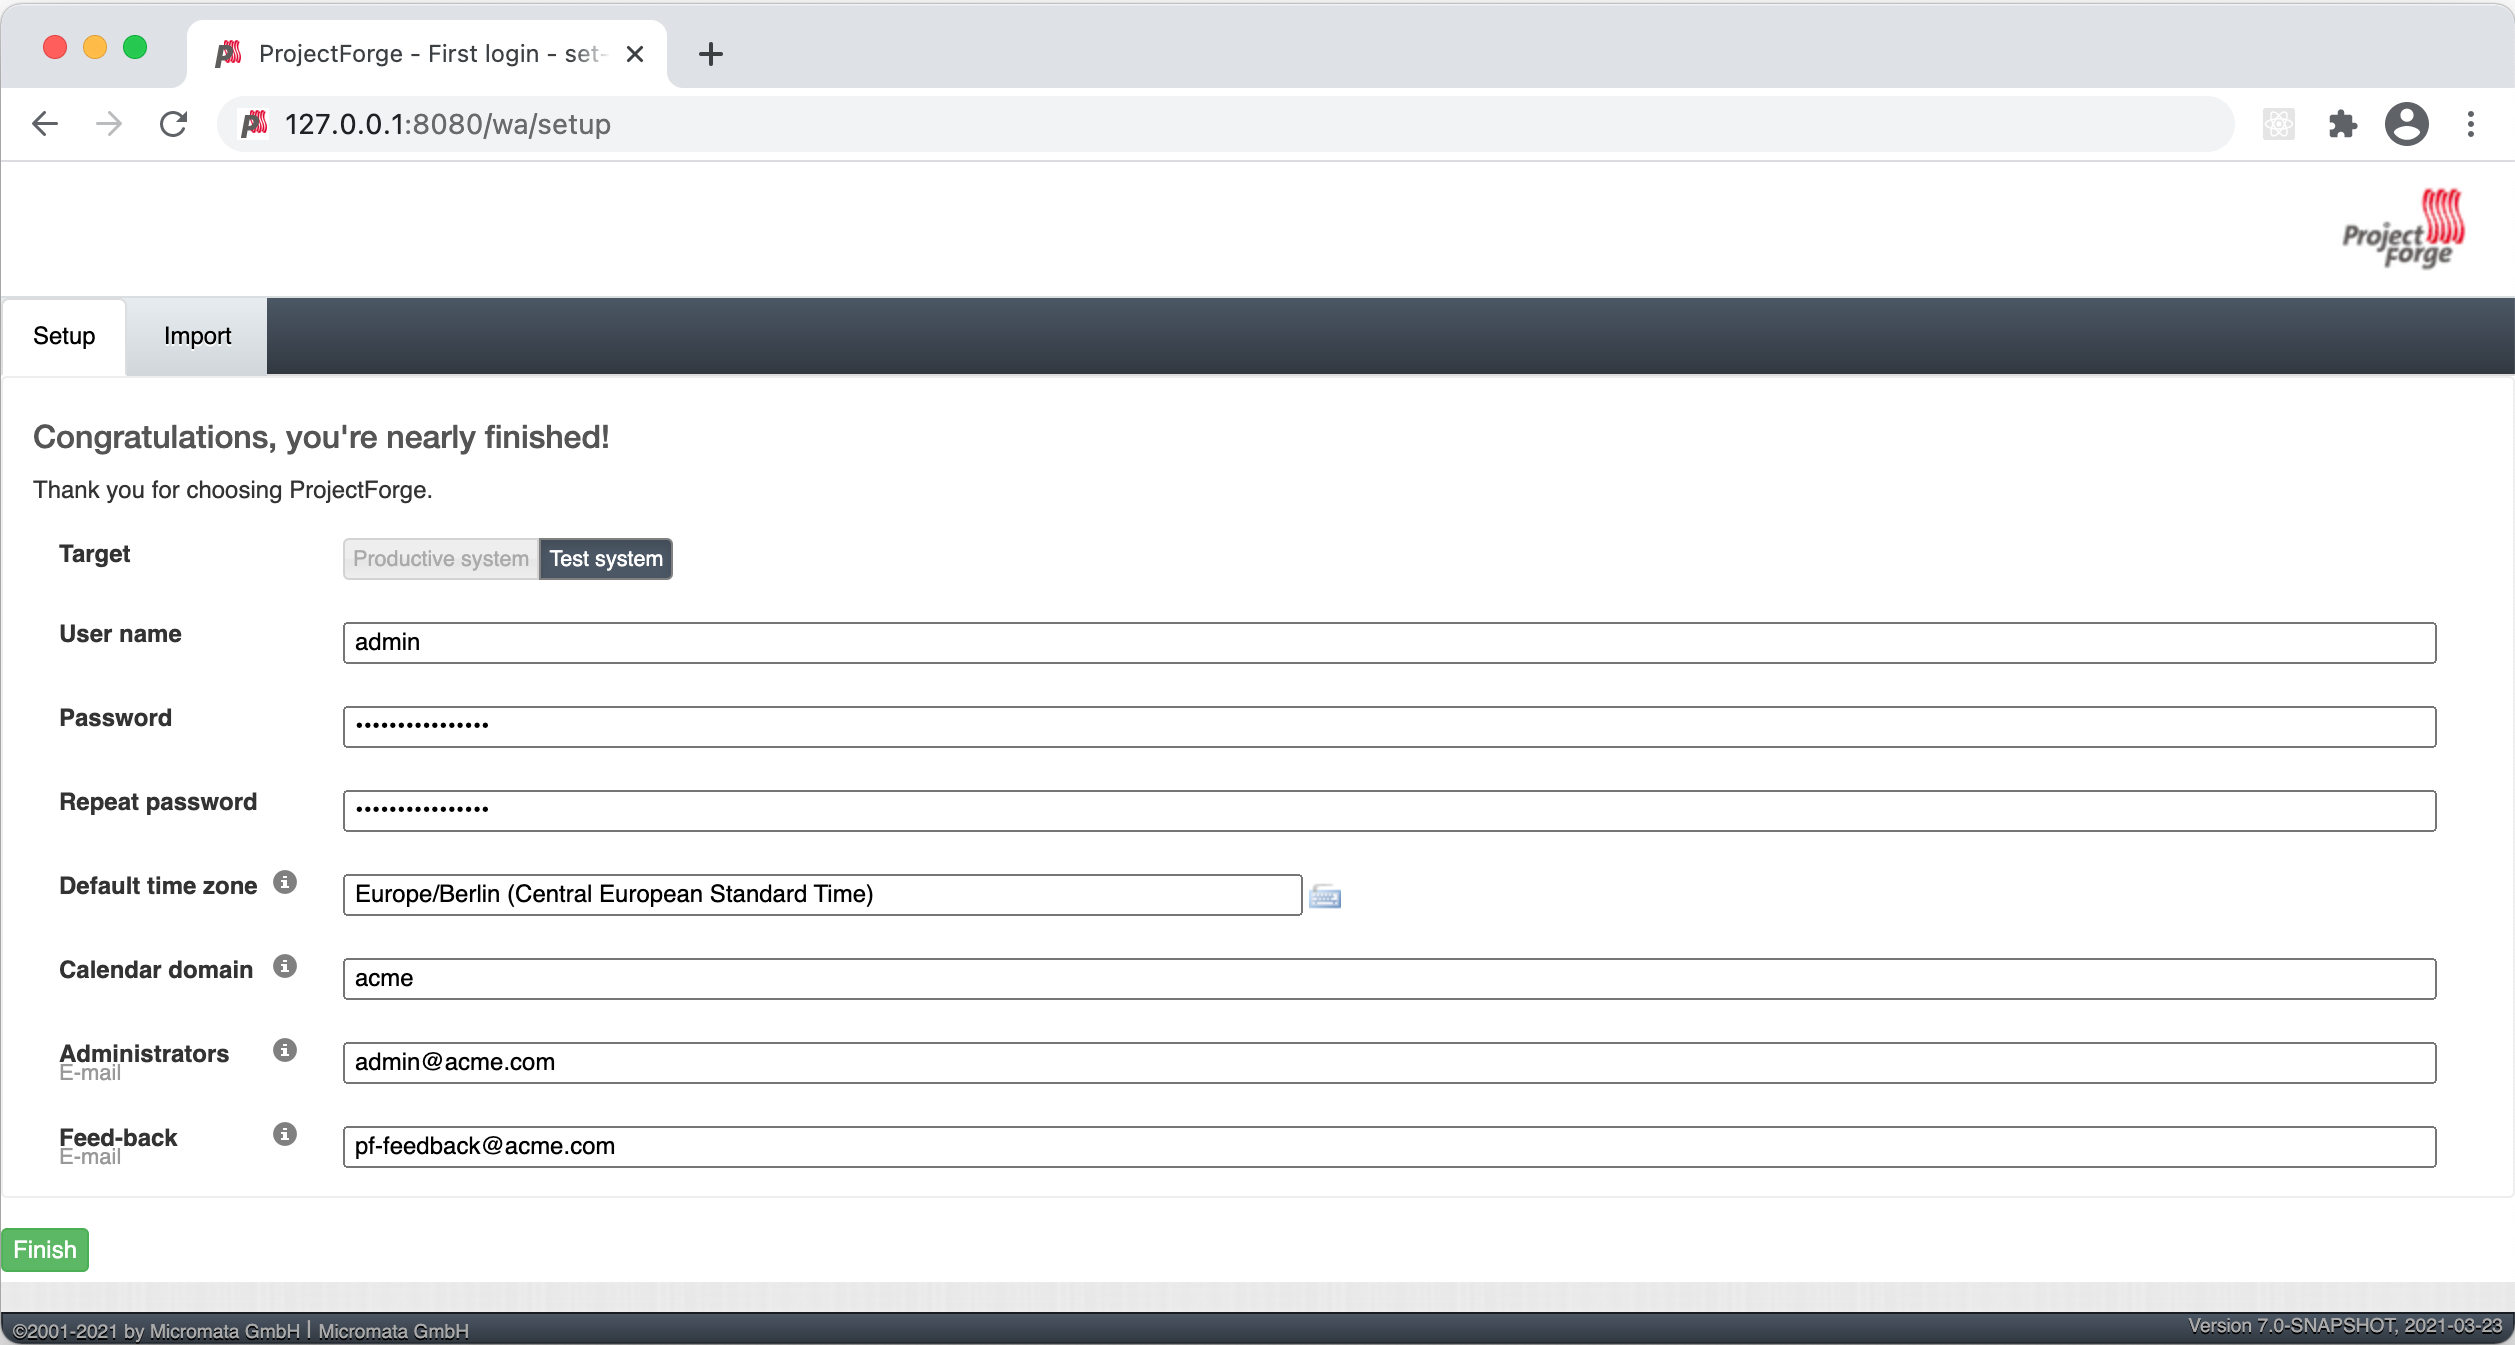 ProjectForge - First login - set-
127.0.0.1:8080/wa/setup
Project
Forge
Setup
Import
Congratulations, you're nearly finished!
Thank you for choosing ProjectForge.
Target
Productive system
Test system
User name
admin
Password
••••••••••••••••
Repeat password
••••••••••••••••
Default time zone
Europe/Berlin (Central European Standard Time)
Calendar domain
acme
Administrators
E-mail
admin@acme.com
Feed-back
E-mail
pf-feedback@acme.com
Finish
©2001-2021 by Micromata GmbH | Micromata GmbH
Version 7.0-SNAPSHOT, 2021-03-23